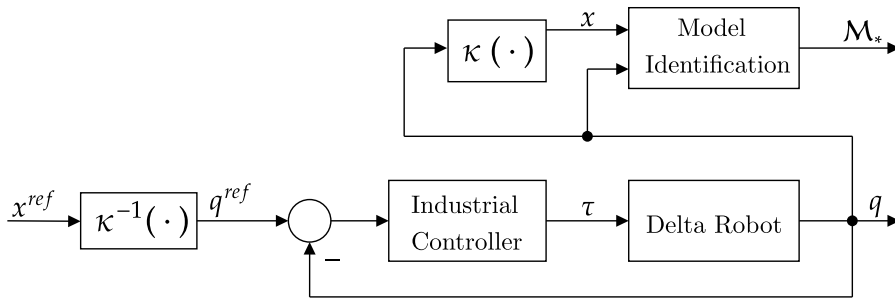 κ(·)
x
Model
Identification
ℳ*
x^ref
κ⁻¹(·)
q^ref
−
Industrial
Controller
τ
Delta Robot
q